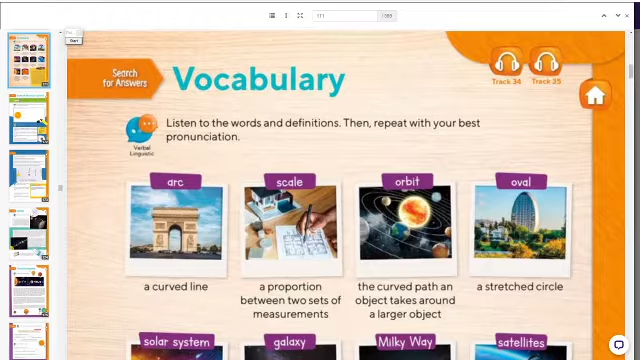 171
Start
Search
for Answers
Vocabulary
Track 34
Track 35
Verbal
Linguistic
Listen to the words and definitions. Then, repeat with your best
pronunciation.
arc
scale
orbit
oval
a curved line
a proportion
between two sets of
measurements
the curved path an
object takes around
a larger object
a stretched circle
solar system
galaxy
Milky Way
satellites